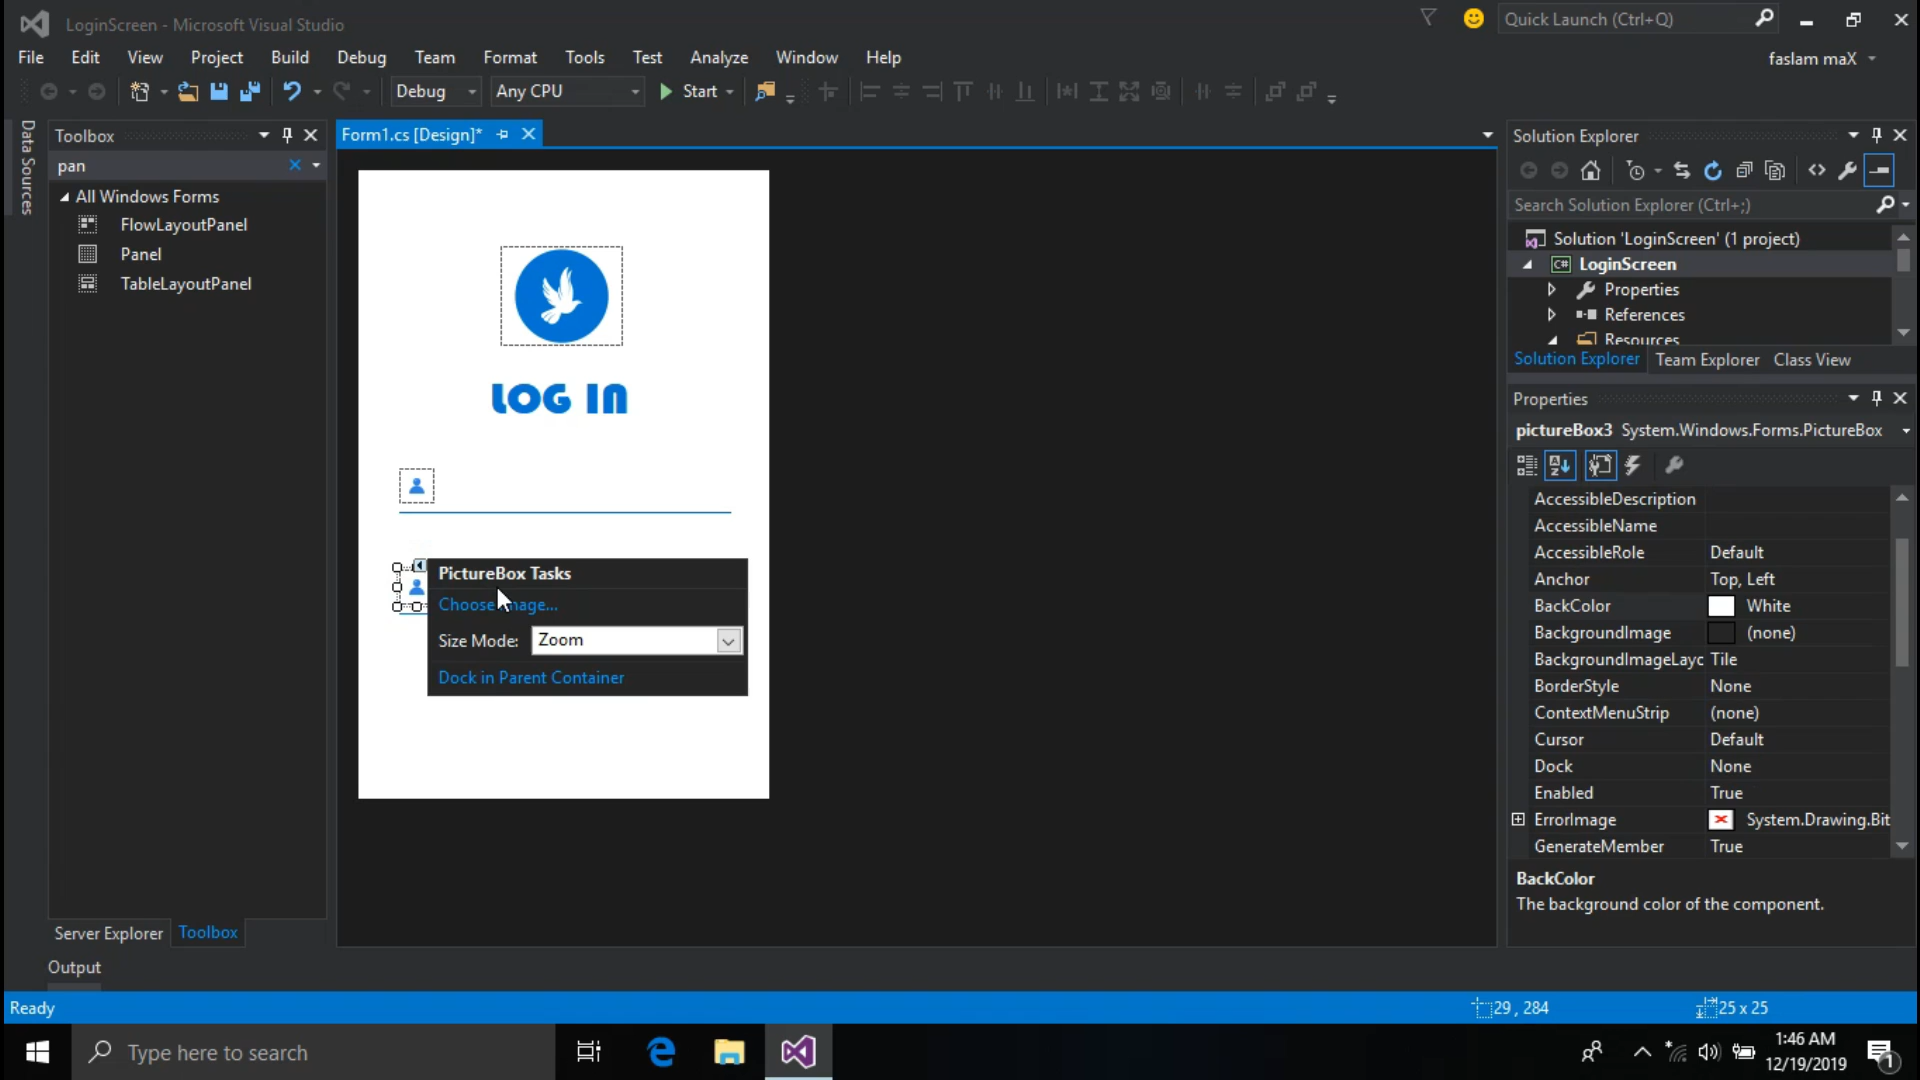 LoginScreen - Microsoft Visual Studio
Quick Launch (Ctrl+Q)
File Edit View Project Build Debug Team Format Tools Test Analyze Window Help
faslam maX
Debug Any CPU Start
Data Sources
Toolbox
pan
All Windows Forms
FlowLayoutPanel
Panel
TableLayoutPanel
Server Explorer Toolbox
Form1.cs [Design]*
LOG IN
PictureBox Tasks
Choose Image...
Size Mode: Zoom
Dock in Parent Container
Solution Explorer
Search Solution Explorer (Ctrl+;)
Solution 'LoginScreen' (1 project)
C# LoginScreen
Properties
References
Resources
Solution Explorer Team Explorer Class View
Properties
pictureBox3 System.Windows.Forms.PictureBox
AccessibleDescription
AccessibleName
AccessibleRole Default
Anchor Top, Left
BackColor White
BackgroundImage (none)
BackgroundImageLayc Tile
BorderStyle None
ContextMenuStrip (none)
Cursor Default
Dock None
Enabled True
ErrorImage System.Drawing.Bit
GenerateMember True
BackColor
The background color of the component.
Output
Ready
29 , 284
25 x 25
Type here to search
1:46 AM
12/19/2019
1